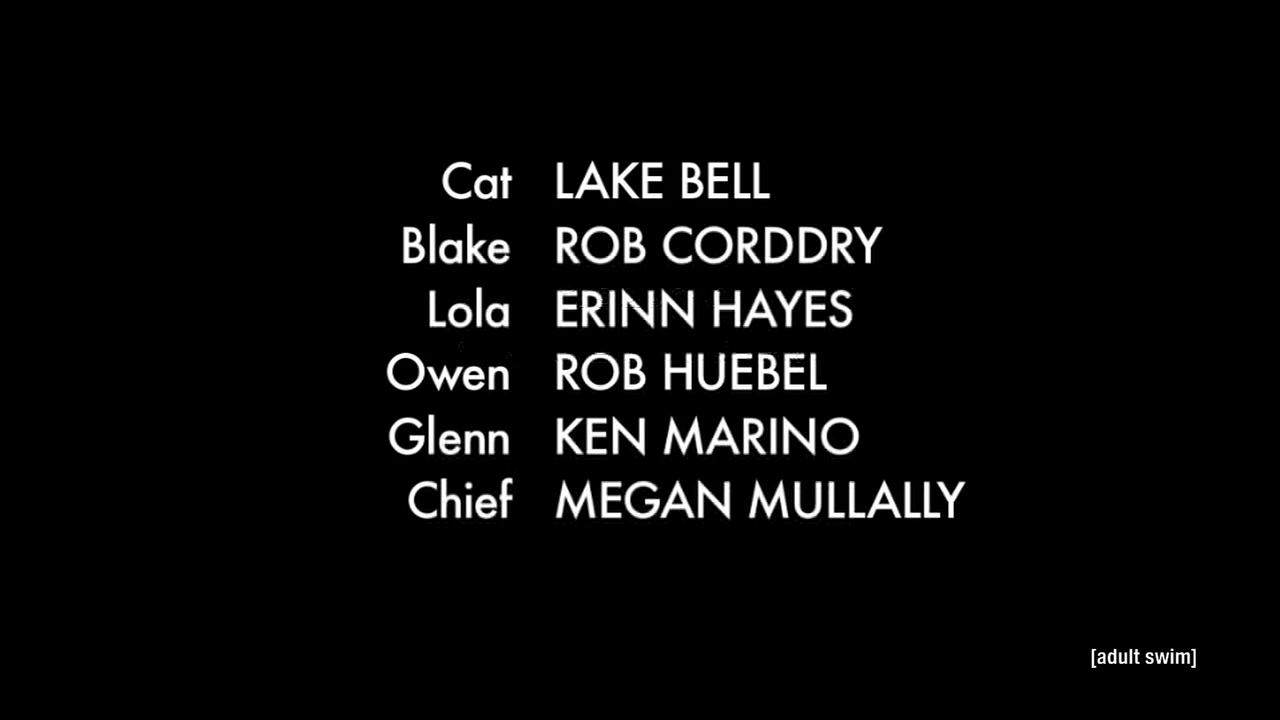 Cat LAKE BELL
Blake ROB CORDDRY
Lola ERINN HAYES
Owen ROB HUEBEL
Glenn KEN MARINO
Chief MEGAN MULLALLY
[adult swim]